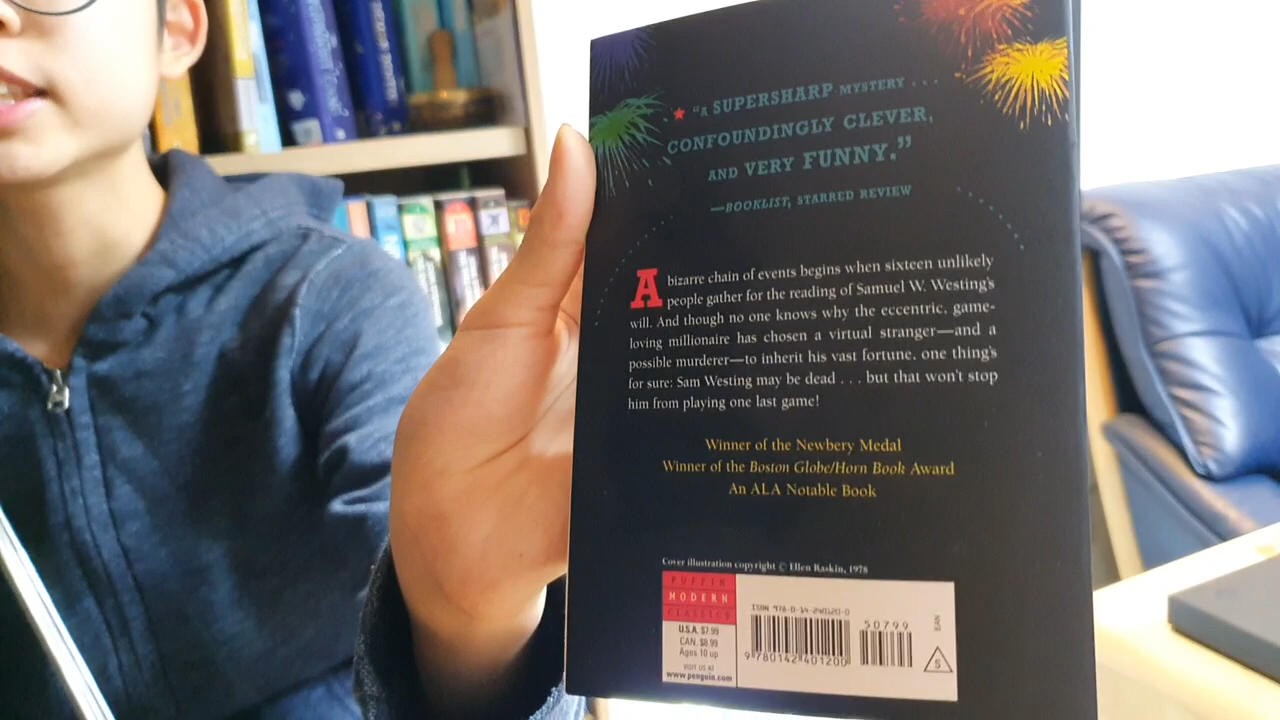 "A SUPERSHARP MYSTERY . . .
CONFOUNDINGLY CLEVER,
AND VERY FUNNY."
—BOOKLIST, STARRED REVIEW
A bizarre chain of events begins when sixteen unlikely
people gather for the reading of Samuel W. Westing's
will. And though no one knows why the eccentric, game-
loving millionaire has chosen a virtual stranger—and a
possible murderer—to inherit his vast fortune, one thing's
for sure: Sam Westing may be dead . . . but that won't stop
him from playing one last game!
Winner of the Newbery Medal
Winner of the Boston Globe/Horn Book Award
An ALA Notable Book
Cover illustration copyright © Ellen Raskin, 1978
PUFFIN
MODERN
CLASSICS
U.S.A. $7.99
CAN. $8.99
Ages 10 up
VISIT US AT
www.penguin.com
ISBN 978-0-14-240120-0
50799
EAN
9 780142 401200
S